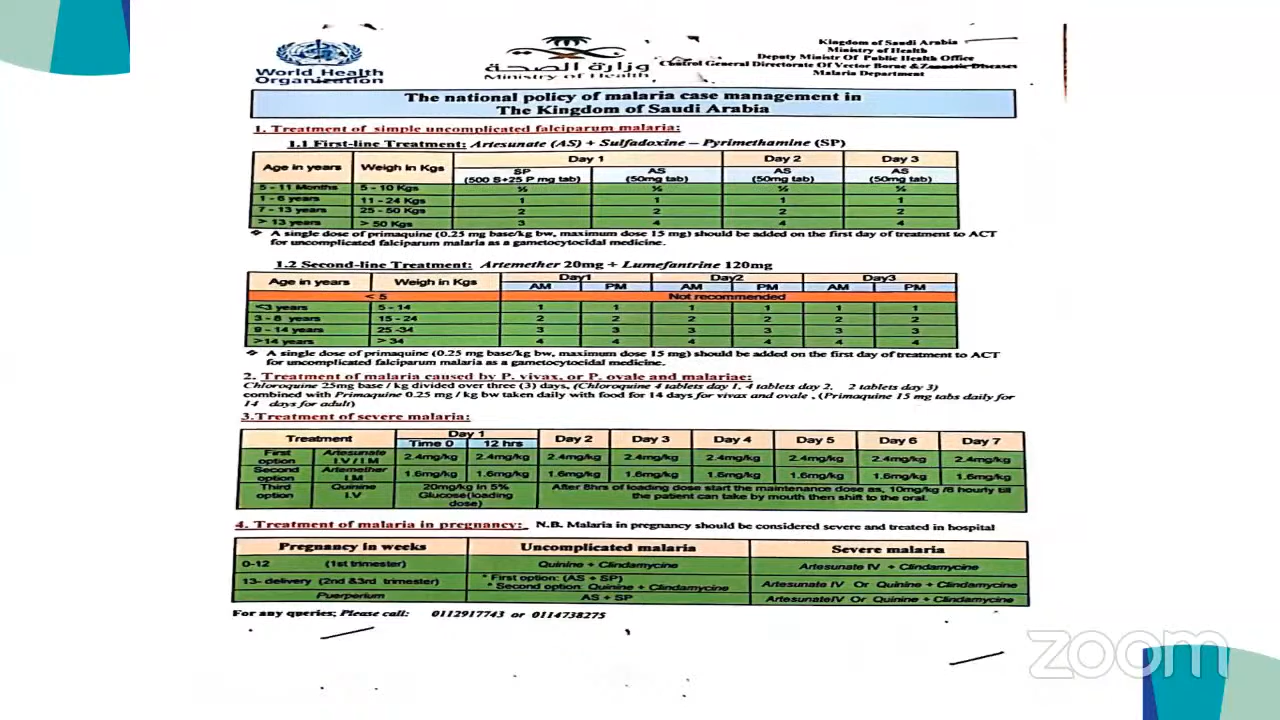 World Health
Organization
وزارة الصحة
Ministry of Health
Kingdom of Saudi Arabia
Ministry of Health
Deputy Ministr Of Public Health Office
Control General Directorate Of Vector Borne & Zoonotic Diseases
Malaria Department
The national policy of malaria case management in
The Kingdom of Saudi Arabia
1. Treatment of simple uncomplicated falciparum malaria:
1.1 First-line Treatment: Artesunate (AS) + Sulfadoxine – Pyrimethamine (SP)
Age in years Weigh in Kgs Day 1 Day 2 Day 3
SP (500 S+25 P mg tab) AS (50mg tab) AS (50mg tab) AS (50mg tab)
5 - 11 Months 5 - 10 Kgs ½ ½ ½ ½
1 - 6 years 11 - 24 Kgs 1 1 1 1
7 - 13 years 25 - 50 Kgs 2 2 2 2
> 13 years > 50 Kgs 3 4 4 4
❖ A single dose of primaquine (0.25 mg base/kg bw, maximum dose 15 mg) should be added on the first day of treatment to ACT
for uncomplicated falciparum malaria as a gametocytocidal medicine.
1.2 Second-line Treatment: Artemether 20mg + Lumefantrine 120mg
Age in years Weigh in Kgs Day1 Day2 Day3
AM PM AM PM AM PM
< 5 Not recommended
<3 years 5 - 14 1 1 1 1 1 1
3 - 8 years 15 - 24 2 2 2 2 2 2
9 - 14 years 25 -34 3 3 3 3 3 3
>14 years > 34 4 4 4 4 4 4
❖ A single dose of primaquine (0.25 mg base/kg bw, maximum dose 15 mg) should be added on the first day of treatment to ACT
for uncomplicated falciparum malaria as a gametocytocidal medicine.
2. Treatment of malaria caused by P. vivax, or P. ovale and malariae:
Chloroquine 25mg base / kg divided over three (3) days, (Chloroquine 4 tablets day 1, 4 tablets day 2, 2 tablets day 3)
combined with Primaquine 0.25 mg / kg bw taken daily with food for 14 days for vivax and ovale , (Primaquine 15 mg tabs daily for
14 days for adult)
3.Treatment of severe malaria:
Treatment Day 1 Day 2 Day 3 Day 4 Day 5 Day 6 Day 7
Time 0 12 hrs
First option Artesunate I.V / I.M 2.4mg/kg 2.4mg/kg 2.4mg/kg 2.4mg/kg 2.4mg/kg 2.4mg/kg 2.4mg/kg 2.4mg/kg
Second option Artemether I.M 1.6mg/kg 1.6mg/kg 1.6mg/kg 1.6mg/kg 1.6mg/kg 1.6mg/kg 1.6mg/kg 1.6mg/kg
Third option Quinine I.V 20mg/kg in 5% Glucose(loading dose) After 8hrs of loading dose start the maintenance dose as, 10mg/kg /8 hourly till the patient can take by mouth then shift to the oral.
4. Treatment of malaria in pregnancy: N.B. Malaria in pregnancy should be considered severe and treated in hospital
Pregnancy in weeks Uncomplicated malaria Severe malaria
0-12 (1st trimester) Quinine + Clindamycine Artesunate IV + Clindamycine
13- delivery (2nd &3rd trimester) * First option: (AS + SP) * Second option: Quinine + Clindamycine Artesunate IV Or Quinine + Clindamycine
Puerperium AS + SP Artesunate IV Or Quinine + Clindamycine
For any queries; Please call: 0112917743 or 0114738275
zoom